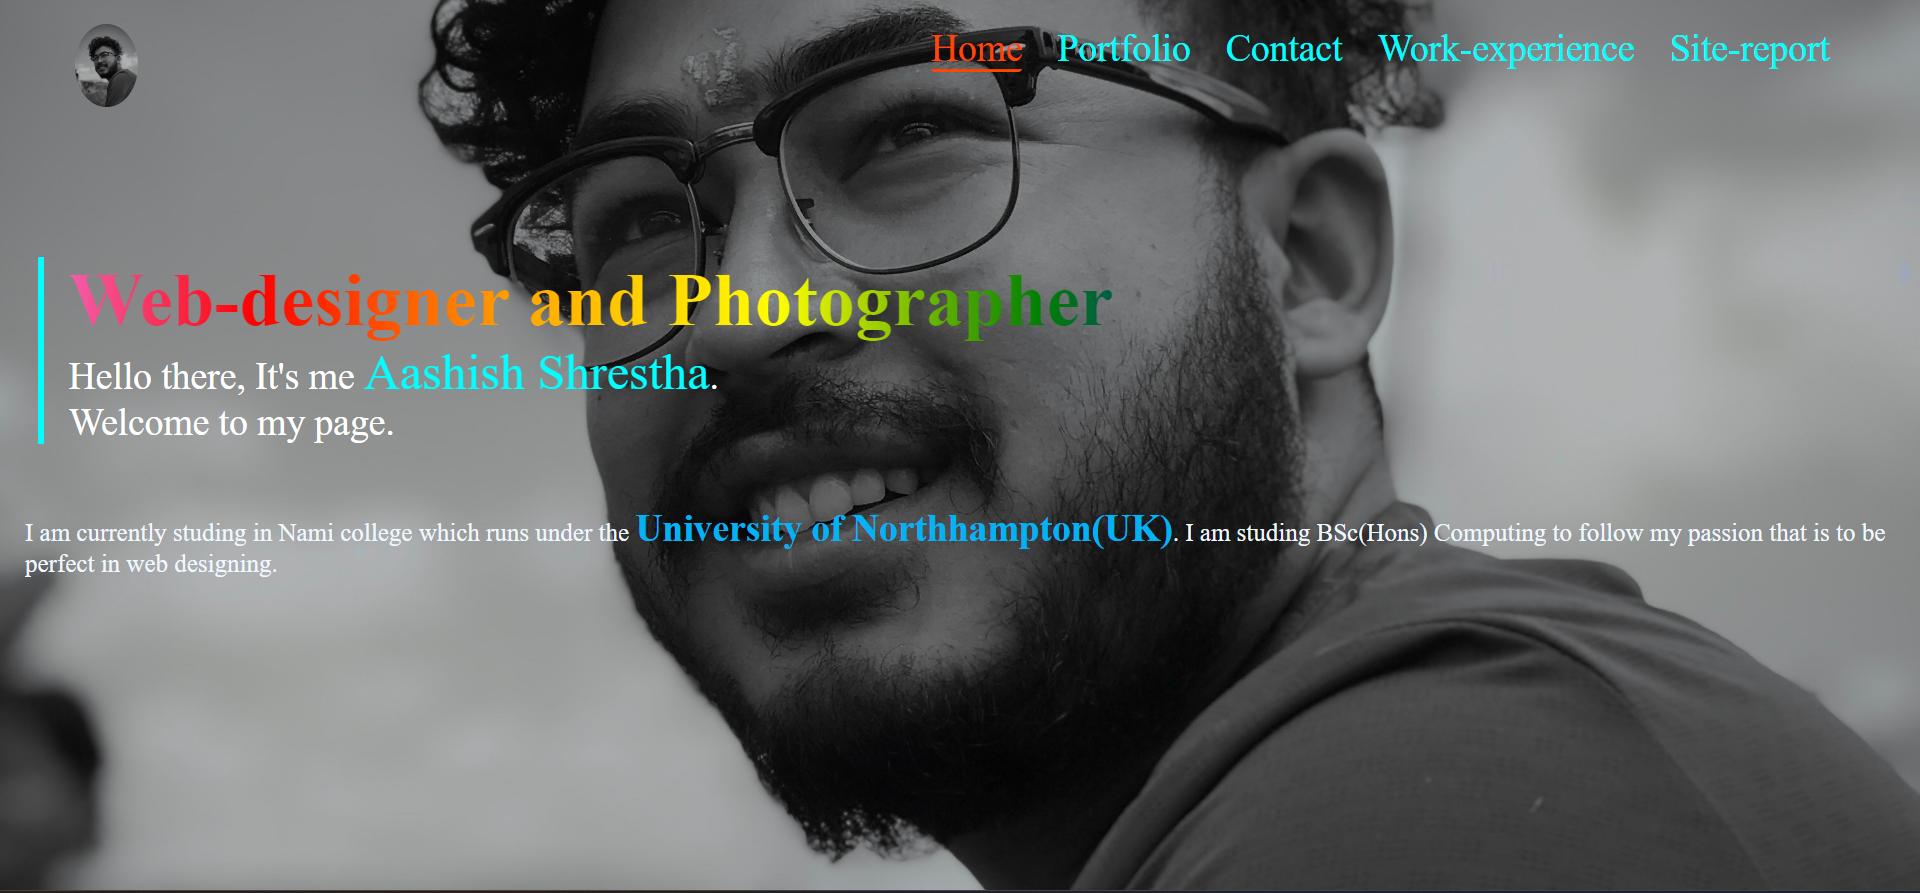 Home Portfolio Contact Work-experience Site-report
Web-designer and Photographer
Hello there, It's me Aashish Shrestha.
Welcome to my page.
I am currently studing in Nami college which runs under the University of Northhampton(UK). I am studing BSc(Hons) Computing to follow my passion that is to be
perfect in web designing.